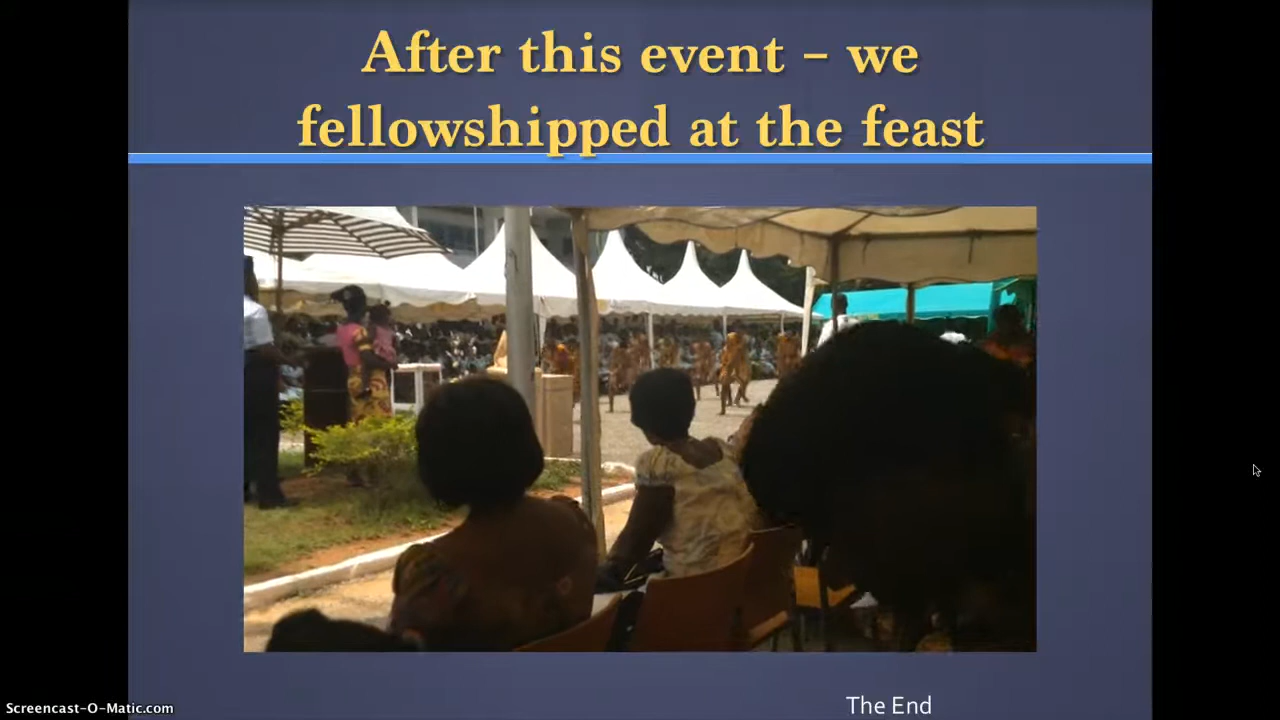 After this event – we
fellowshipped at the feast
The End
Screencast-O-Matic.com